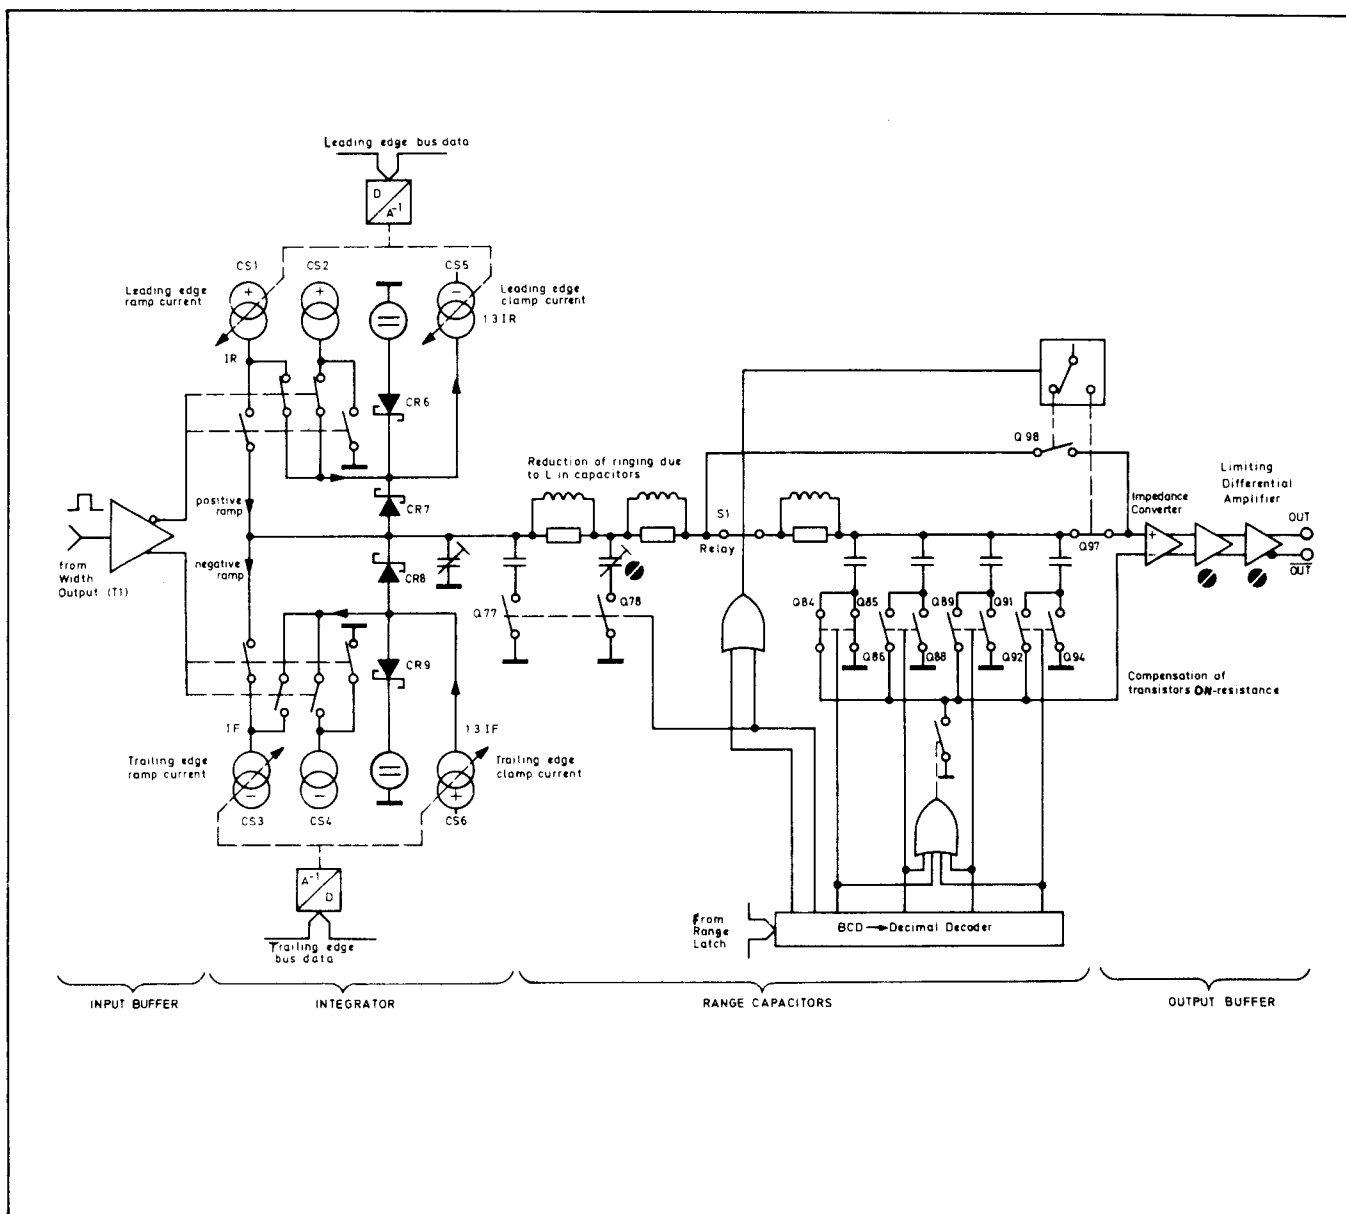 Leading edge bus data
D
A⁻¹
CS1
CS2
CS5
Leading edge
ramp current
+
+
−
Leading edge
clamp current
1 3 IR
IR
CR6
Q98
Reduction of ringing due
to L in capacitors
Limiting
Differential
Amplifier
positive
ramp
CR7
S1
Relay
Impedance
Converter
OUT
+
−
Q97
OUT
from
Width
Output (T1)
negative
ramp
CR8
Q77
Q78
Q84
Q85
Q89
Q91
Q86
Q88
Q92
Q94
CR9
Compensation of
transistors ON-resistance
IF
1 3 IF
Trailing edge
ramp current
Trailing edge
clamp current
−
−
+
CS3
CS4
CS6
A⁻¹
D
From
Range
Latch
BCD → Decimal Decoder
Trailing edge
bus data
INPUT BUFFER
INTEGRATOR
RANGE CAPACITORS
OUTPUT BUFFER